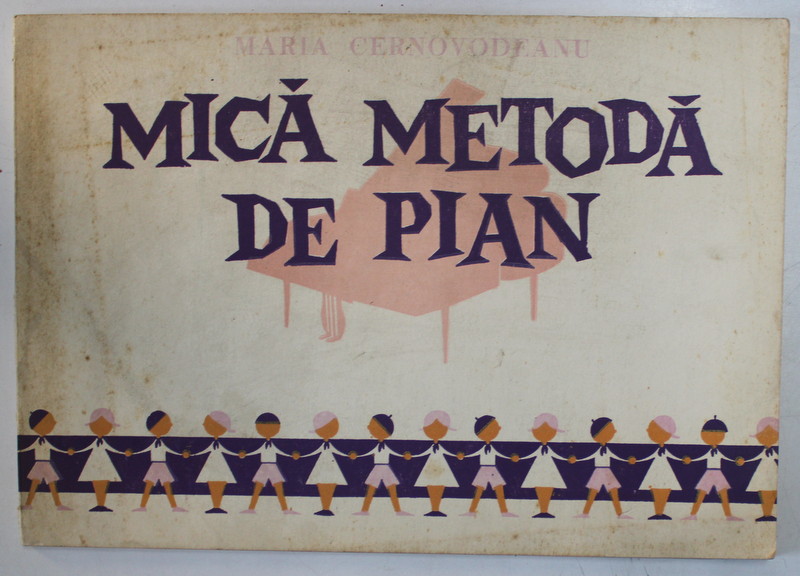 MARIA CERNOVODEANU
MICĂ METODĂ
DE PIAN